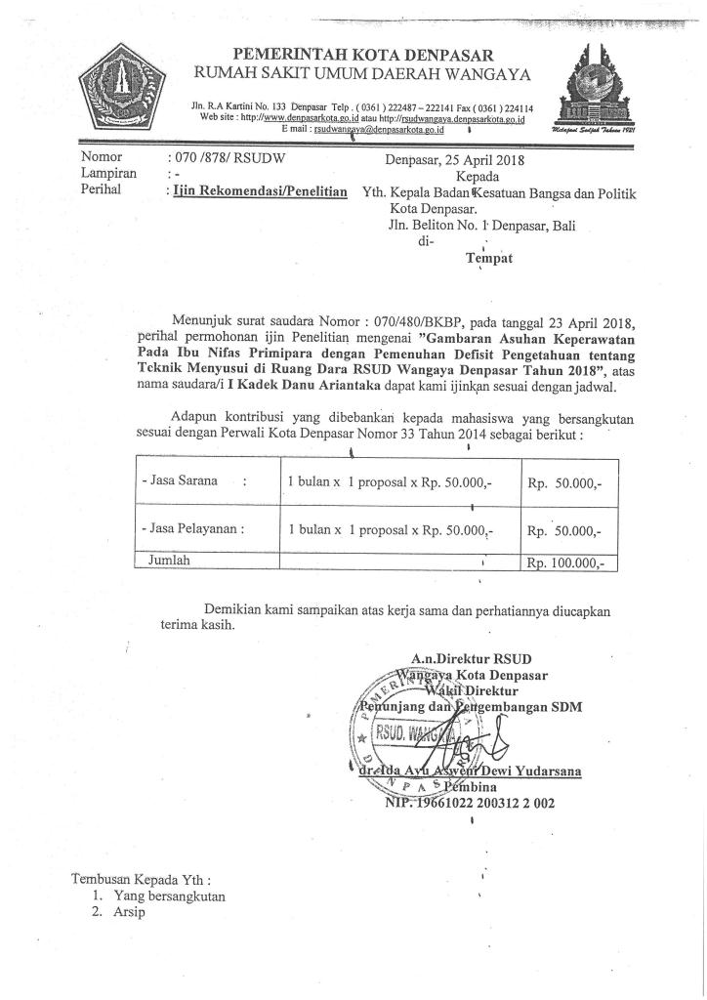 PEMERINTAH KOTA DENPASAR
RUMAH SAKIT UMUM DAERAH WANGAYA
Jln. R.A Kartini No. 133 Denpasar Telp . ( 0361 ) 222487 – 222141 Fax ( 0361 ) 224114
Web site : http://www.denpasarkota.go.id atau http://rsudwangaya.denpasarkota.go.id
E mail : rsudwangaya@denpasarkota.go.id
Melayani Sedjak Tahoen 1921
Nomor : 070 /878/ RSUDW
Lampiran : -
Perihal : Ijin Rekomendasi/Penelitian
Denpasar, 25 April 2018
Kepada
Yth. Kepala Badan Kesatuan Bangsa dan Politik
Kota Denpasar.
Jln. Beliton No. 1 Denpasar, Bali
di-
Tempat
Menunjuk surat saudara Nomor : 070/480/BKBP, pada tanggal 23 April 2018,
perihal permohonan ijin Penelitian mengenai ”Gambaran Asuhan Keperawatan
Pada Ibu Nifas Primipara dengan Pemenuhan Defisit Pengetahuan tentang
Teknik Menyusui di Ruang Dara RSUD Wangaya Denpasar Tahun 2018”, atas
nama saudara/i I Kadek Danu Ariantaka dapat kami ijinkan sesuai dengan jadwal.
Adapun kontribusi yang dibebankan kepada mahasiswa yang bersangkutan
sesuai dengan Perwali Kota Denpasar Nomor 33 Tahun 2014 sebagai berikut :
- Jasa Sarana : 1 bulan x 1 proposal x Rp. 50.000,- Rp. 50.000,-
- Jasa Pelayanan : 1 bulan x 1 proposal x Rp. 50.000,- Rp. 50.000,-
Jumlah Rp. 100.000,-
Demikian kami sampaikan atas kerja sama dan perhatiannya diucapkan
terima kasih.
A.n.Direktur RSUD
Wangaya Kota Denpasar
Wakil Direktur
Penunjang dan Pengembangan SDM
RSUD. WANGAYA
dr. Ida Ayu Asweni Dewi Yudarsana
Pembina
NIP. 19661022 200312 2 002
Tembusan Kepada Yth :
1. Yang bersangkutan
2. Arsip